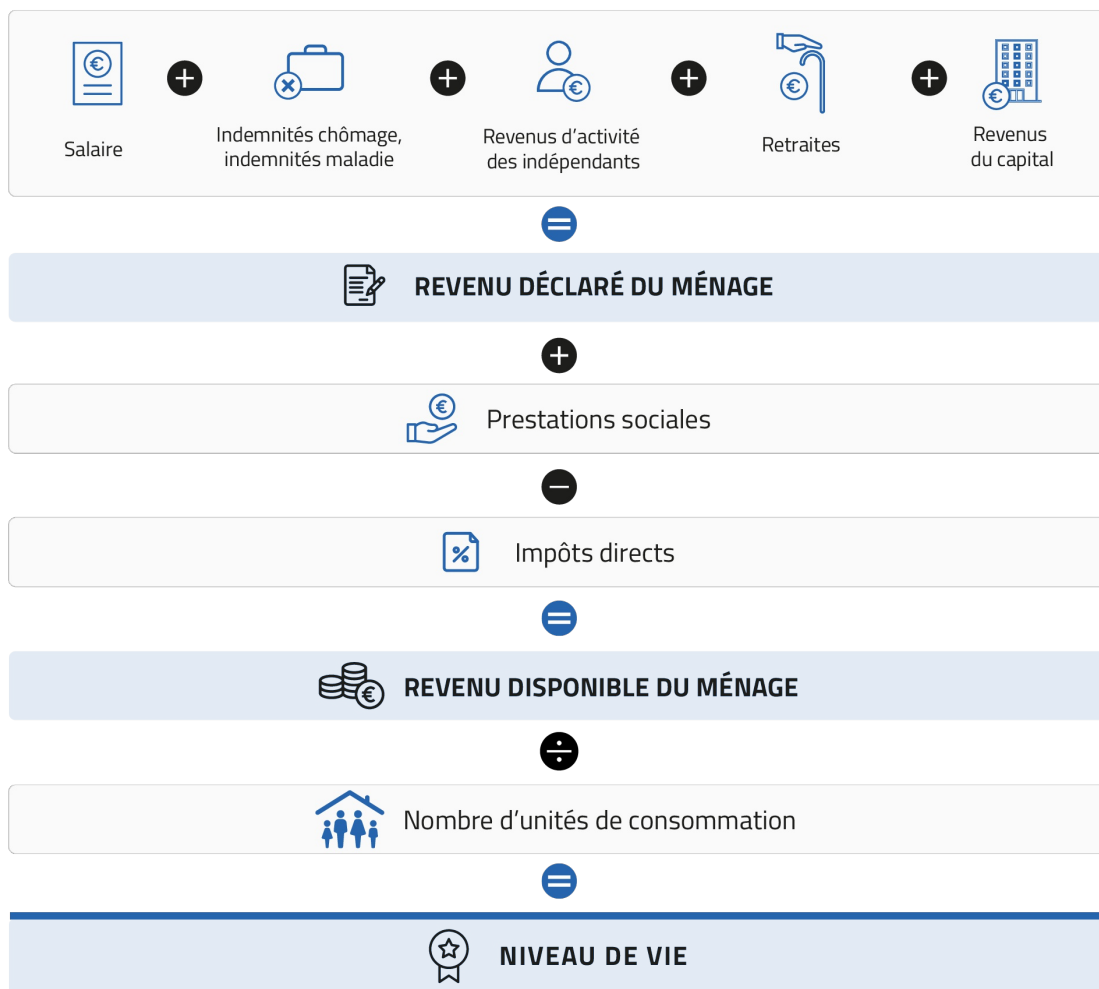 Salaire
Indemnités chômage,
indemnités maladie
Revenus d’activité
des indépendants
Retraites
Revenus
du capital
REVENU DÉCLARÉ DU MÉNAGE
Prestations sociales
Impôts directs
REVENU DISPONIBLE DU MÉNAGE
Nombre d’unités de consommation
NIVEAU DE VIE